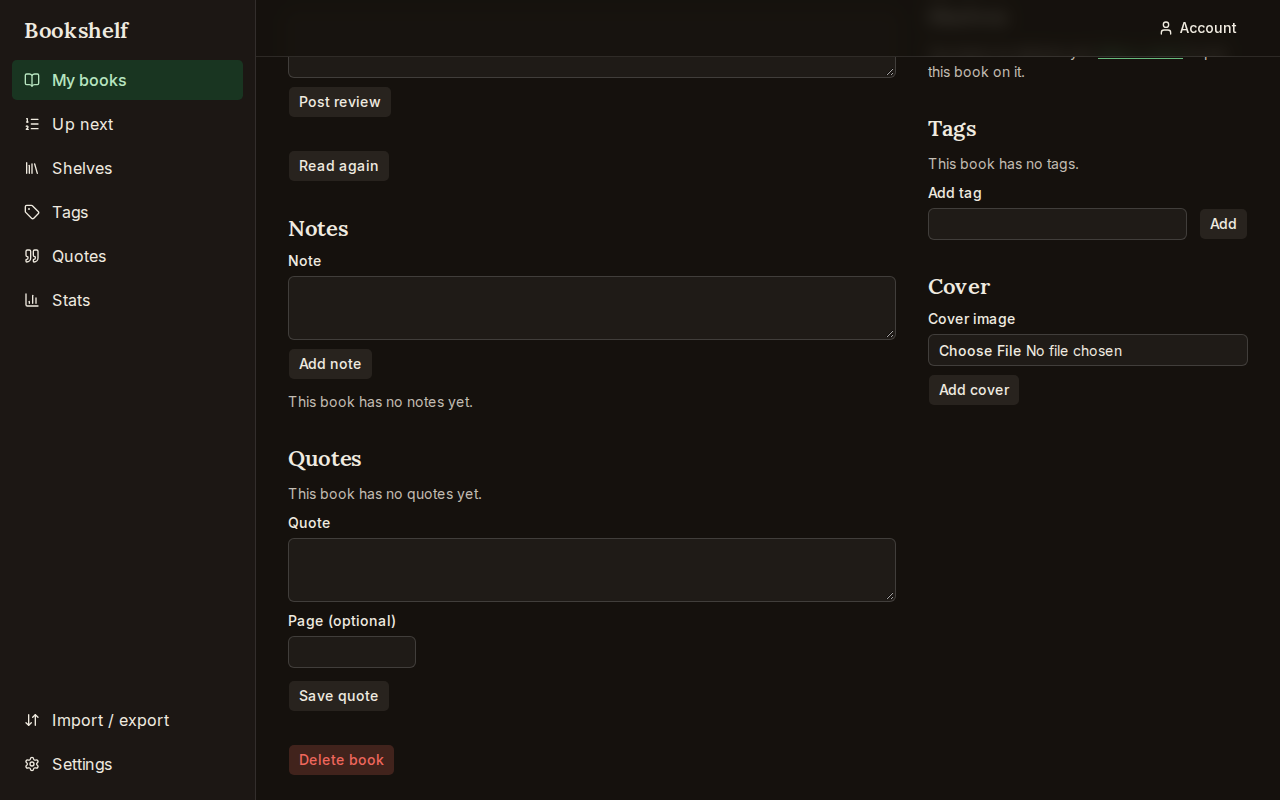 Bookshelf
My books
Up next
Shelves
Tags
Quotes
Stats
Import / export
Settings
Account
Post review
Read again
Notes
Note
Add note
This book has no notes yet.
Quotes
This book has no quotes yet.
Quote
Page (optional)
Save quote
Delete book
this book on it.
Tags
This book has no tags.
Add tag
Add
Cover
Cover image
Choose File No file chosen
Add cover